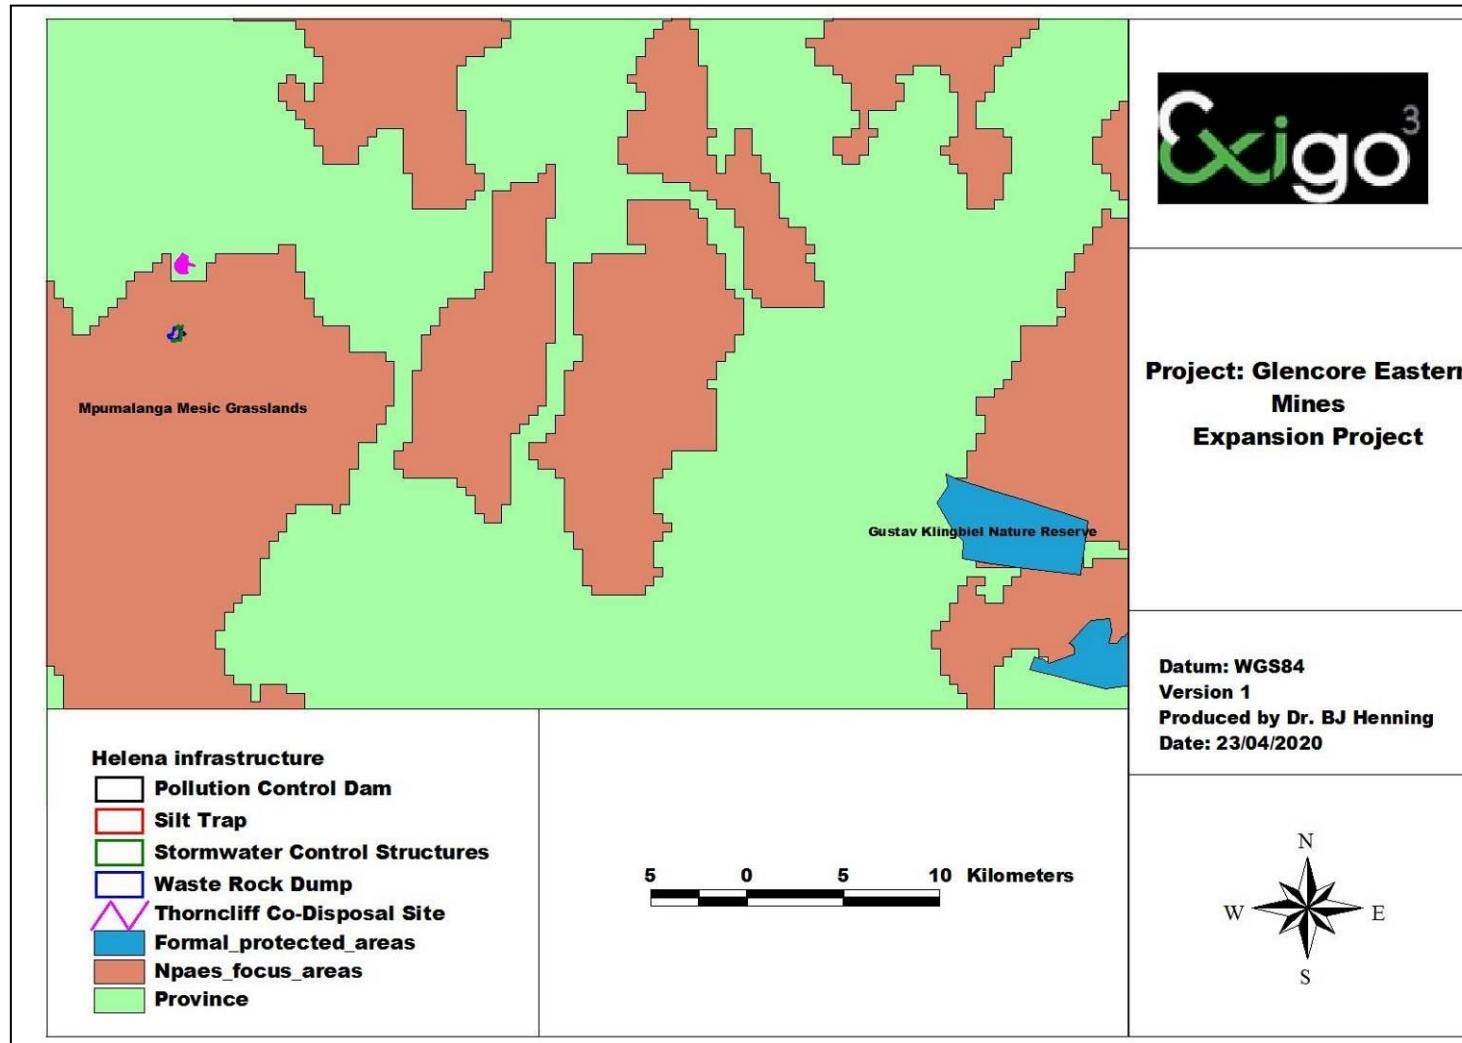 Exigo3
Mpumalanga Mesic Grasslands
Gustav Klingbiel Nature Reserve
Project: Glencore Eastern
Mines
Expansion Project
Datum: WGS84
Version 1
Produced by Dr. BJ Henning
Date: 23/04/2020
Helena infrastructure
Pollution Control Dam
Silt Trap
Stormwater Control Structures
Waste Rock Dump
Thorncliff Co-Disposal Site
Formal_protected_areas
Npaes_focus_areas
Province
5 0 5 10 Kilometers
N
W E
S